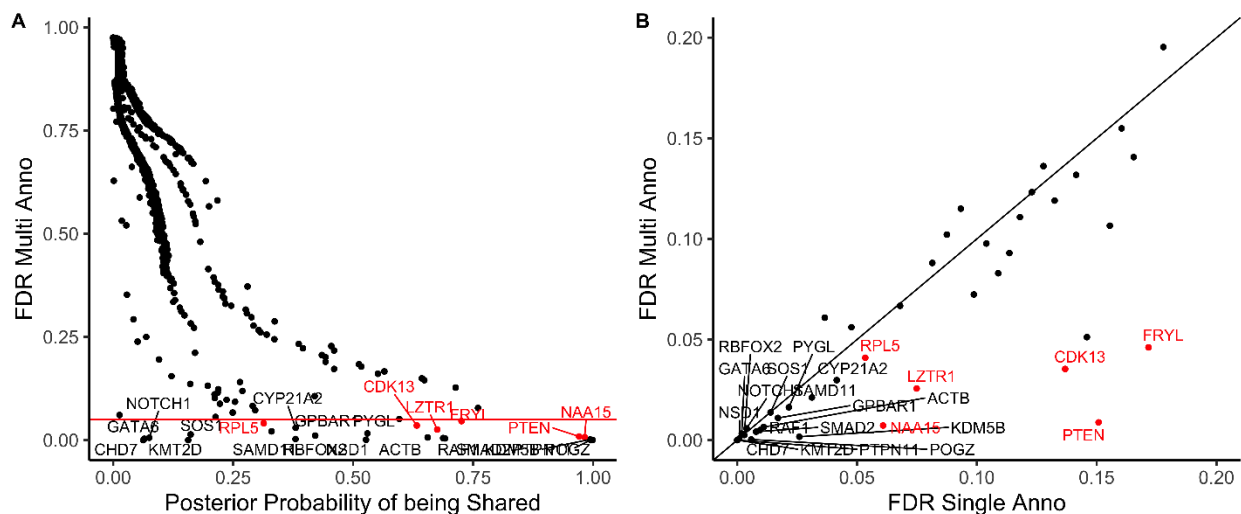 A
FDR Multi Anno
1.00
0.75
0.50
0.25
0.00
NOTCH1
CYP21A2
CDK13
LZTR1
FRYL
NAA15
GATA6
SOS1
RPL5
GPBAR1
PYGL
PTEN
CHD7
KMT2D
SAMD11
RBFOX2
NSD1
ACTB
POGZ
0.00
0.25
0.50
0.75
1.00
Posterior Probability of being Shared
B
FDR Multi Anno
0.20
0.15
0.10
0.05
0.00
RBFOX2
PYGL
RPL5
FRYL
GATA6
SOS1
CYP21A2
CDK13
NOTCH1
SAMD11
LZTR1
NSD1
GPBAR1
ACTB
RAF1
SMAD2
NAA15
KDM5B
PTEN
CHD7
KMT2D
PTPN11
POGZ
0.00
0.05
0.10
0.15
0.20
FDR Single Anno